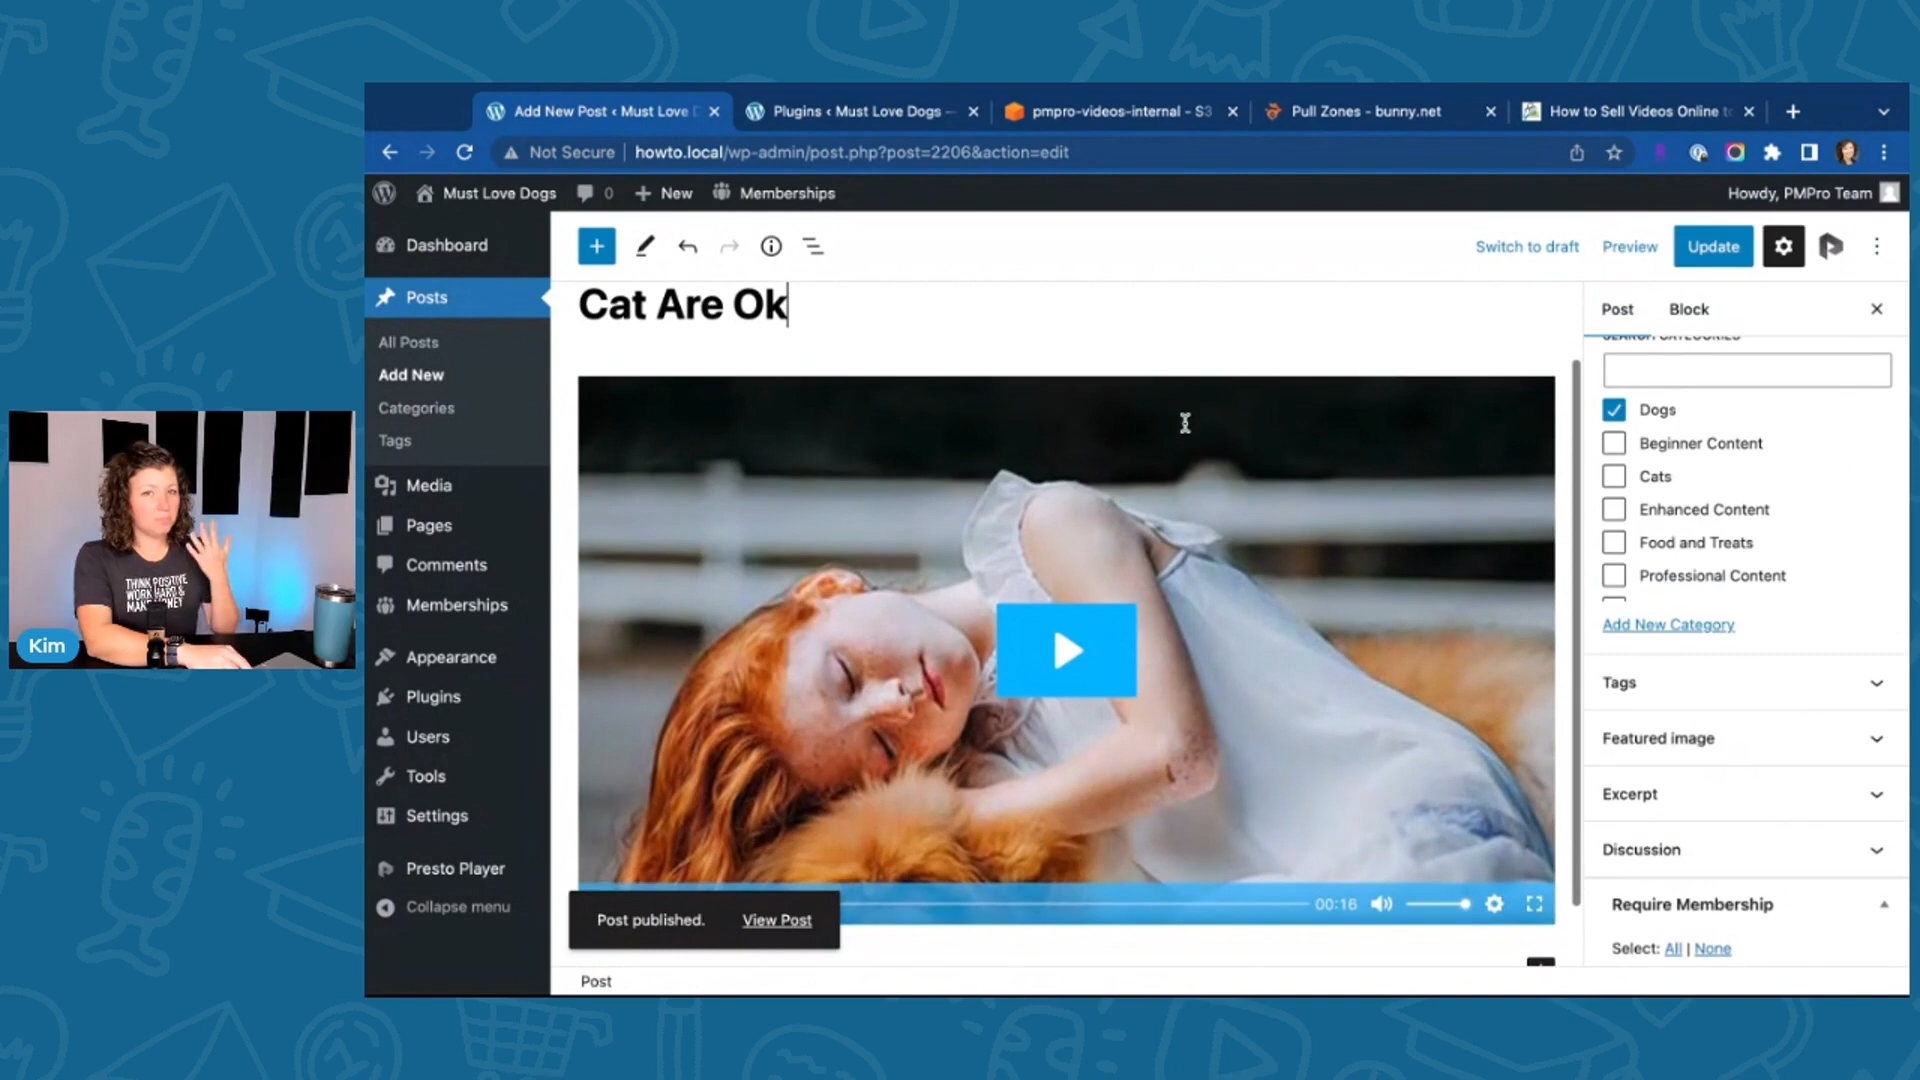 Add New Post ‹ Must Love
Plugins ‹ Must Love Dogs —
pmpro-videos-internal - S3
Pull Zones - bunny.net
How to Sell Videos Online to
Not Secure
howto.local/wp-admin/post.php?post=2206&action=edit
Must Love Dogs
0
New
Memberships
Howdy, PMPro Team
Dashboard
Posts
All Posts
Add New
Categories
Tags
Media
Pages
Comments
Memberships
Appearance
Plugins
Users
Tools
Settings
Presto Player
Collapse menu
Switch to draft
Preview
Update
Cat Are Ok
00:16
Post published.
View Post
Post
Post
Block
SEARCH CATEGORIES
Dogs
Beginner Content
Cats
Enhanced Content
Food and Treats
Professional Content
Add New Category
Tags
Featured image
Excerpt
Discussion
Require Membership
Select: All | None
THINK POSITIVE
WORK HARD &
MAKE MONEY
Kim